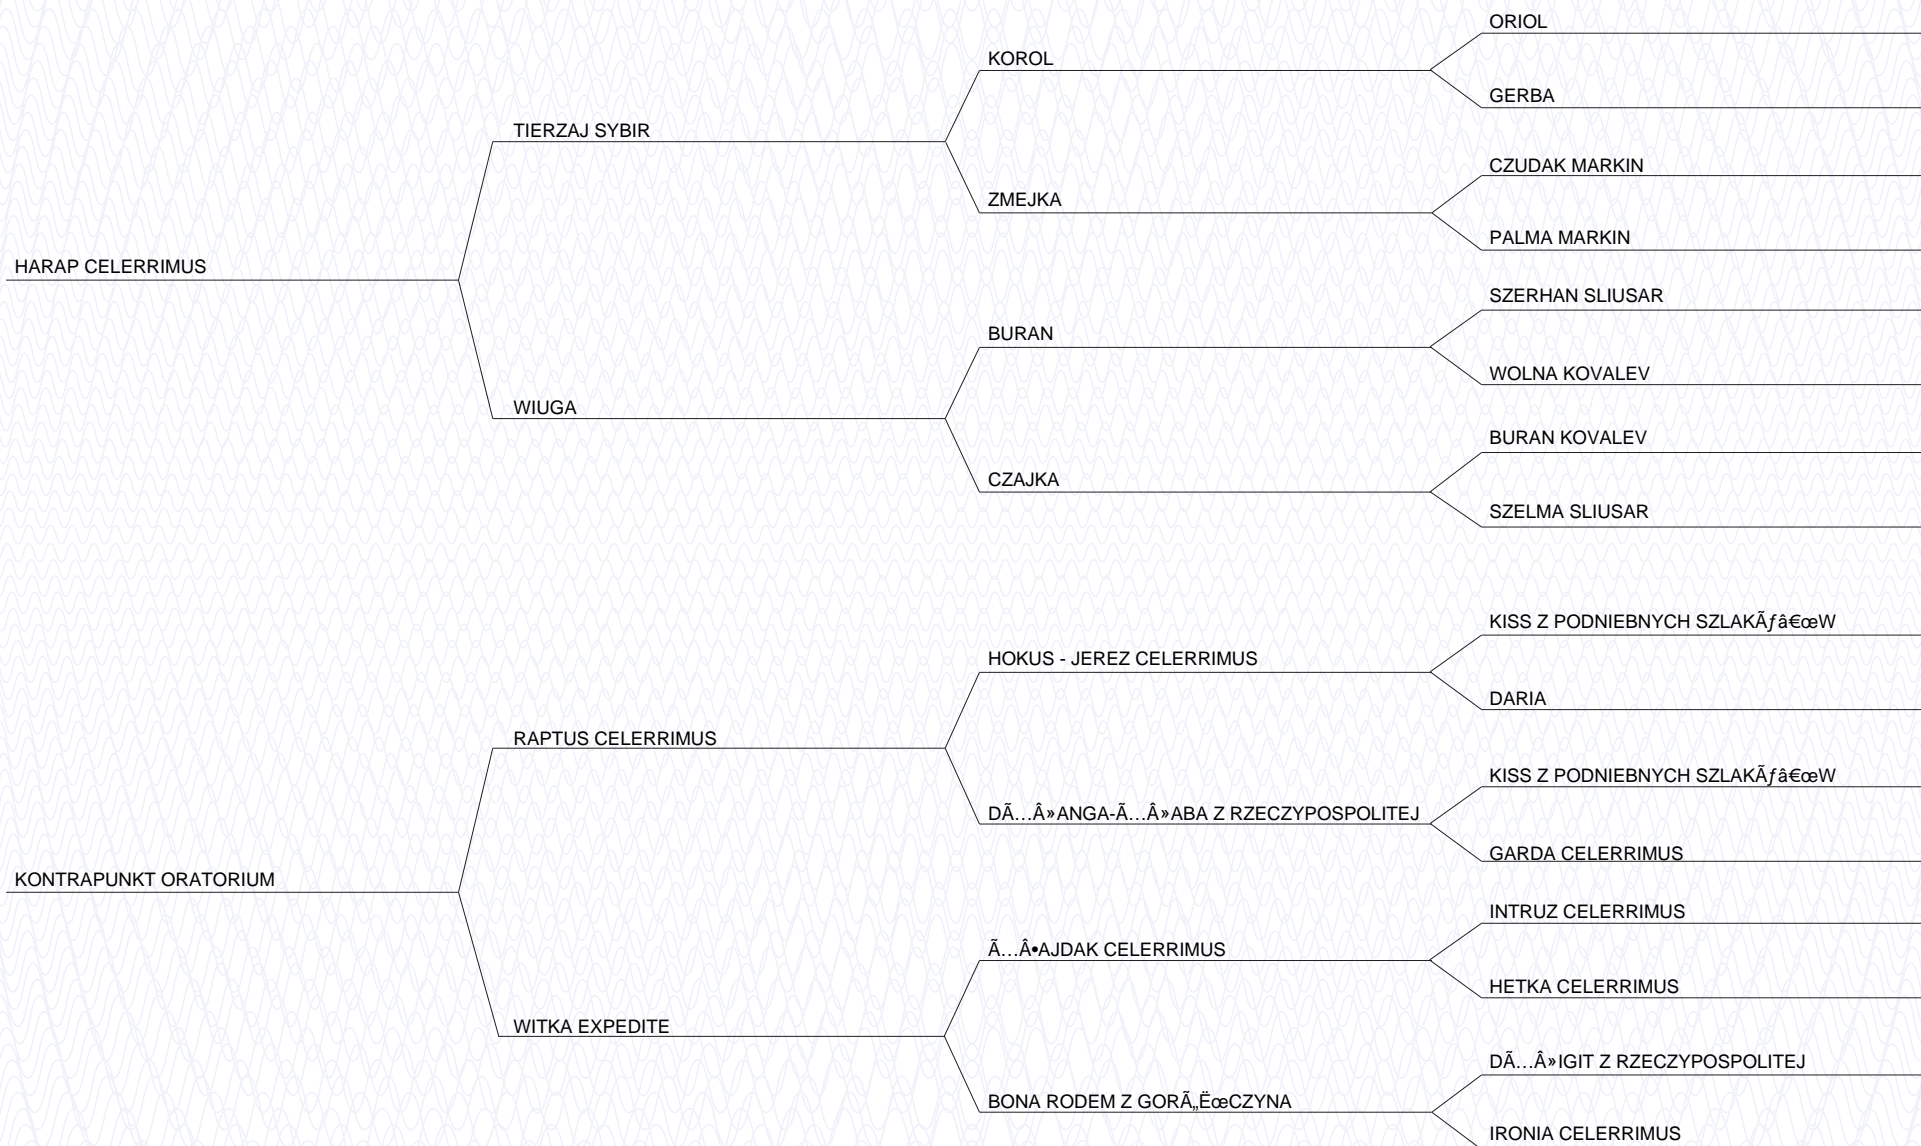 ORIOL
KOROL
GERBA
TIERZAJ SYBIR
CZUDAK MARKIN
ZMEJKA
PALMA MARKIN
HARAP CELERRIMUS
SZERHAN SLIUSAR
BURAN
WOLNA KOVALEV
WIUGA
BURAN KOVALEV
CZAJKA
SZELMA SLIUSAR
KISS Z PODNIEBNYCH SZLAKÃƒâ€œW
HOKUS - JEREZ CELERRIMUS
DARIA
RAPTUS CELERRIMUS
KISS Z PODNIEBNYCH SZLAKÃƒâ€œW
DÃ…Â»ANGA-Ã…Â»ABA Z RZECZYPOSPOLITEJ
GARDA CELERRIMUS
KONTRAPUNKT ORATORIUM
INTRUZ CELERRIMUS
Ã…Â•AJDAK CELERRIMUS
HETKA CELERRIMUS
WITKA EXPEDITE
DÃ…Â»IGIT Z RZECZYPOSPOLITEJ
BONA RODEM Z GORÃ„ËœCZYNA
IRONIA CELERRIMUS